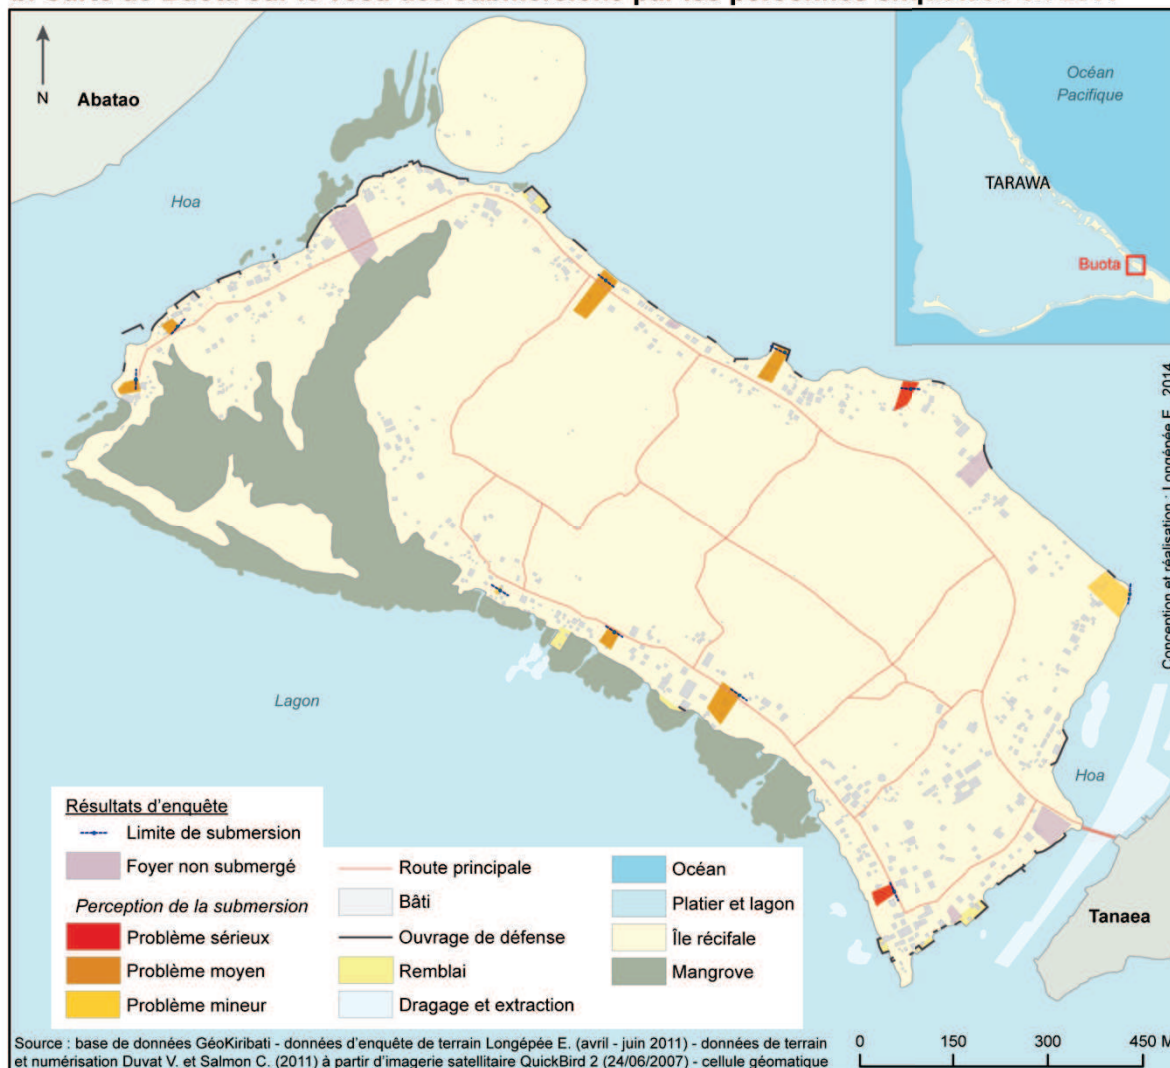 N
Abatao
Océan
Pacifique
TARAWA
Buota
Hoa
Lagon
Hoa
Tanaea
Conception et réalisation : Longépée E., 2014
Résultats d'enquête
Limite de submersion
Foyer non submergé
Perception de la submersion
Problème sérieux
Problème moyen
Problème mineur
Route principale
Bâti
Ouvrage de défense
Remblai
Dragage et extraction
Océan
Platier et lagon
Île récifale
Mangrove
Source : base de données GéoKiribati - données d'enquête de terrain Longépée E. (avril - juin 2011) - données de terrain
et numérisation Duvat V. et Salmon C. (2011) à partir d'imagerie satellitaire QuickBird 2 (24/06/2007) - cellule géomatique
0 150 300 450 M